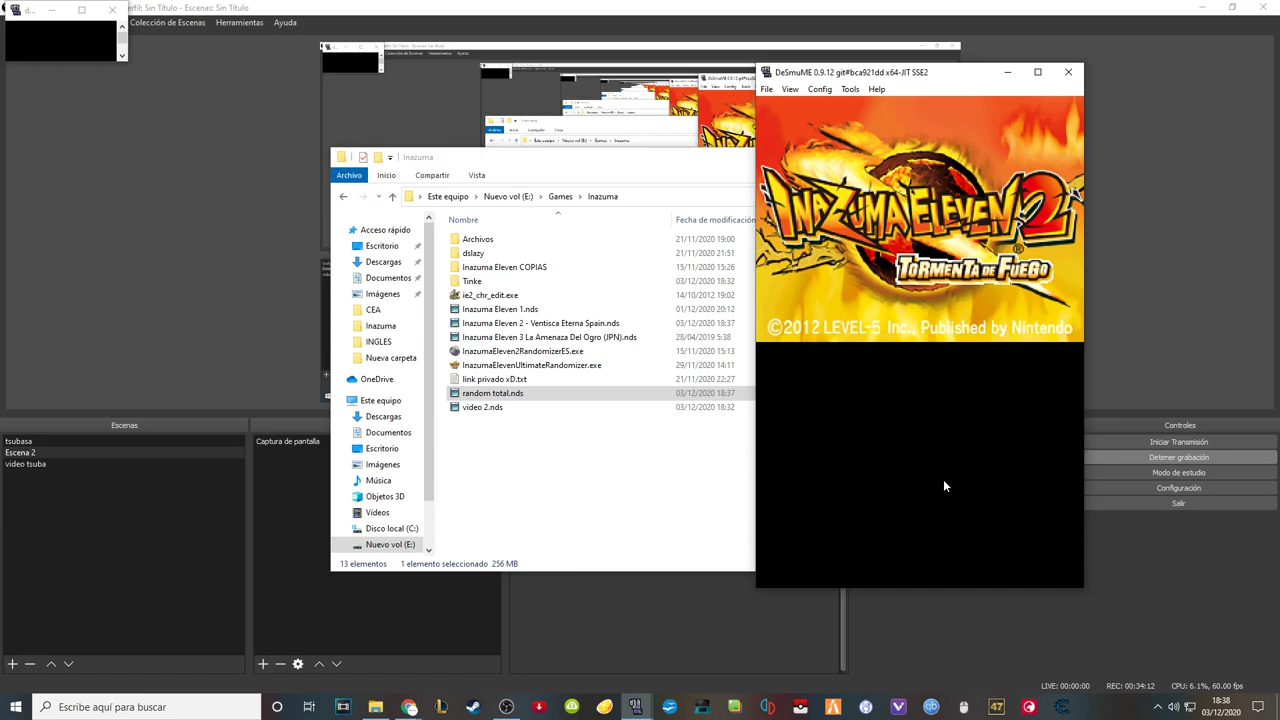 d...
erfil: Sin Título - Escenas: Sin Título
Colección de Escenas Herramientas Ayuda
DeSmuME 0.9.12 git#bca921dd x64-JIT SSE2
File View Config Tools Help
INAZUMA ELEVEN 2
TORMENTA DE FUEGO
©2012 LEVEL-5 Inc., Published by Nintendo
Inazuma
Archivo Inicio Compartir Vista
Este equipo Nuevo vol (E:) Games Inazuma
Nombre Fecha de modificación
Acceso rápido
Escritorio
Descargas
Documentos
Imágenes
CEA
Inazuma
INGLES
Nueva carpeta
OneDrive
Este equipo
Descargas
Documentos
Escritorio
Imágenes
Música
Objetos 3D
Vídeos
Disco local (C:)
Nuevo vol (E:)
Archivos 21/11/2020 19:00
dslazy 21/11/2020 21:51
Inazuma Eleven COPIAS 15/11/2020 15:26
Tinke 03/12/2020 18:32
ie2_chr_edit.exe 14/10/2012 19:02
Inazuma Eleven 1.nds 01/12/2020 20:12
Inazuma Eleven 2 - Ventisca Eterna Spain.nds 03/12/2020 18:37
Inazuma Eleven 3 La Amenaza Del Ogro (JPN).nds 28/04/2019 5:38
InazumaEleven2RandomizerES.exe 15/11/2020 15:13
InazumaElevenUltimateRandomizer.exe 29/11/2020 14:11
link privado xD.txt 21/11/2020 22:27
random total.nds 03/12/2020 18:37
video 2.nds 03/12/2020 18:32
13 elementos 1 elemento seleccionado 256 MB
Escenas
tsubasa
Escena 2
video tsuba
Captura de pantalla
Controles
Iniciar Transmisión
Detener grabación
Modo de estudio
Configuración
Salir
LIVE: 00:00:00 REC: 00:34:12 CPU: 6.1%, 60.00 fps
Escribe aquí para buscar
47
18:38
03/12/2020